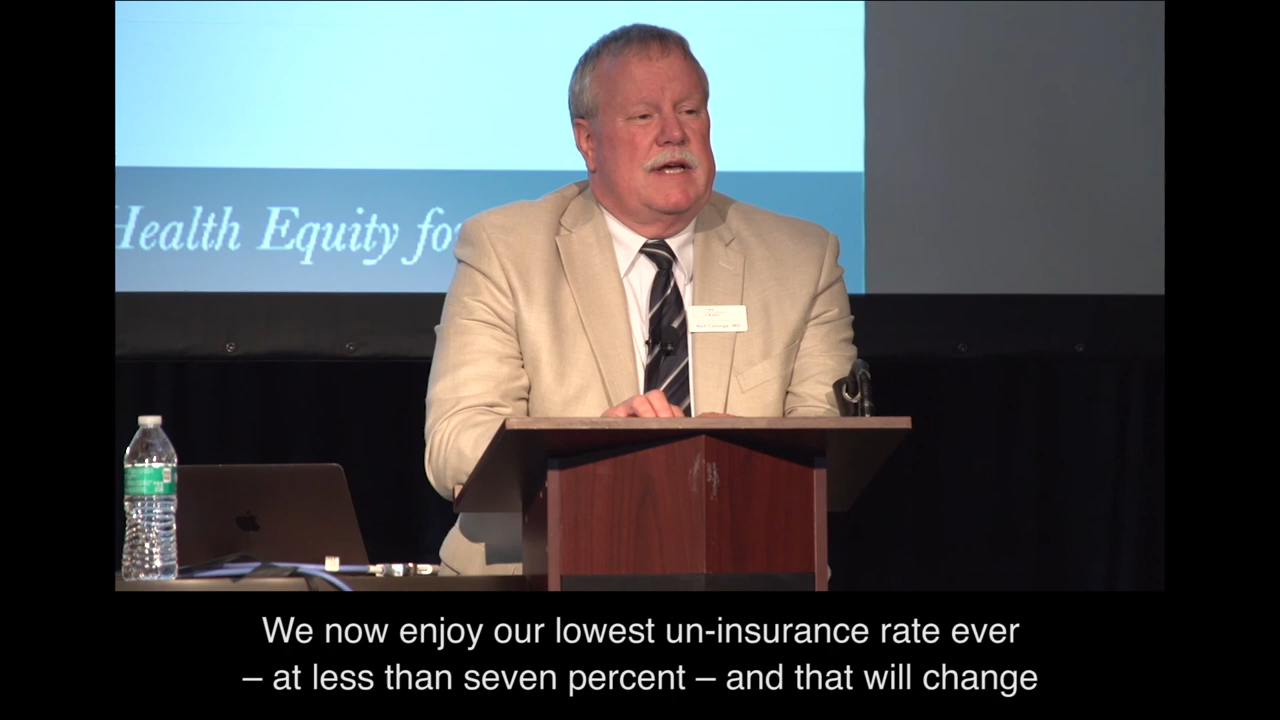 Health Equity for
We now enjoy our lowest un-insurance rate ever
– at less than seven percent – and that will change